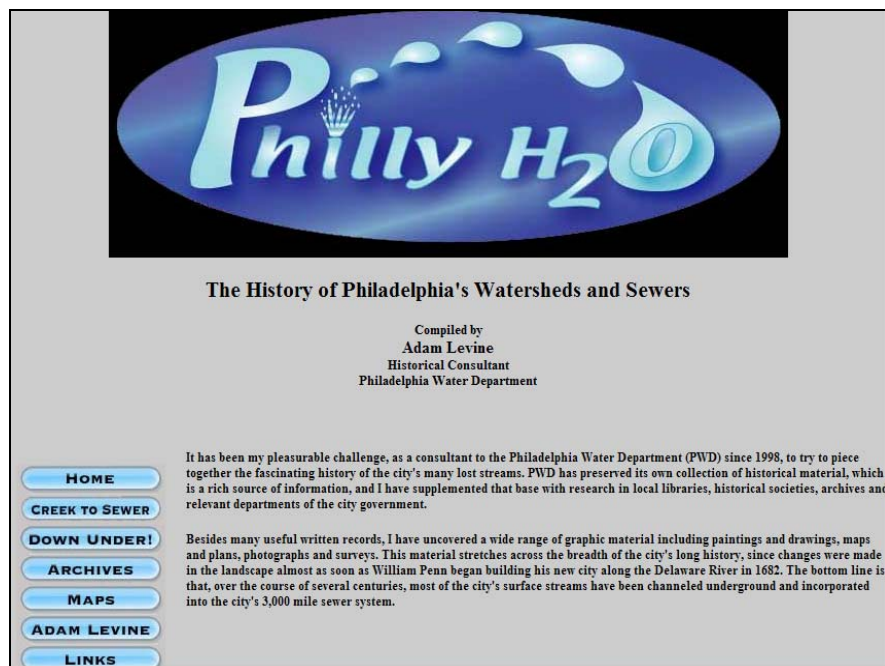 Philly H2O
The History of Philadelphia's Watersheds and Sewers
Compiled by
Adam Levine
Historical Consultant
Philadelphia Water Department
It has been my pleasurable challenge, as a consultant to the Philadelphia Water Department (PWD) since 1998, to try to piece
together the fascinating history of the city's many lost streams. PWD has preserved its own collection of historical material, which
is a rich source of information, and I have supplemented that base with research in local libraries, historical societies, archives and
relevant departments of the city government.
Besides many useful written records, I have uncovered a wide range of graphic material including paintings and drawings, maps
and plans, photographs and surveys. This material stretches across the breadth of the city's long history, since changes were made
in the landscape almost as soon as William Penn began building his new city along the Delaware River in 1682. The bottom line is
that, over the course of several centuries, most of the city's surface streams have been channeled underground and incorporated
into the city's 3,000 mile sewer system.
HOME
CREEK TO SEWER
DOWN UNDER!
ARCHIVES
MAPS
ADAM LEVINE
LINKS